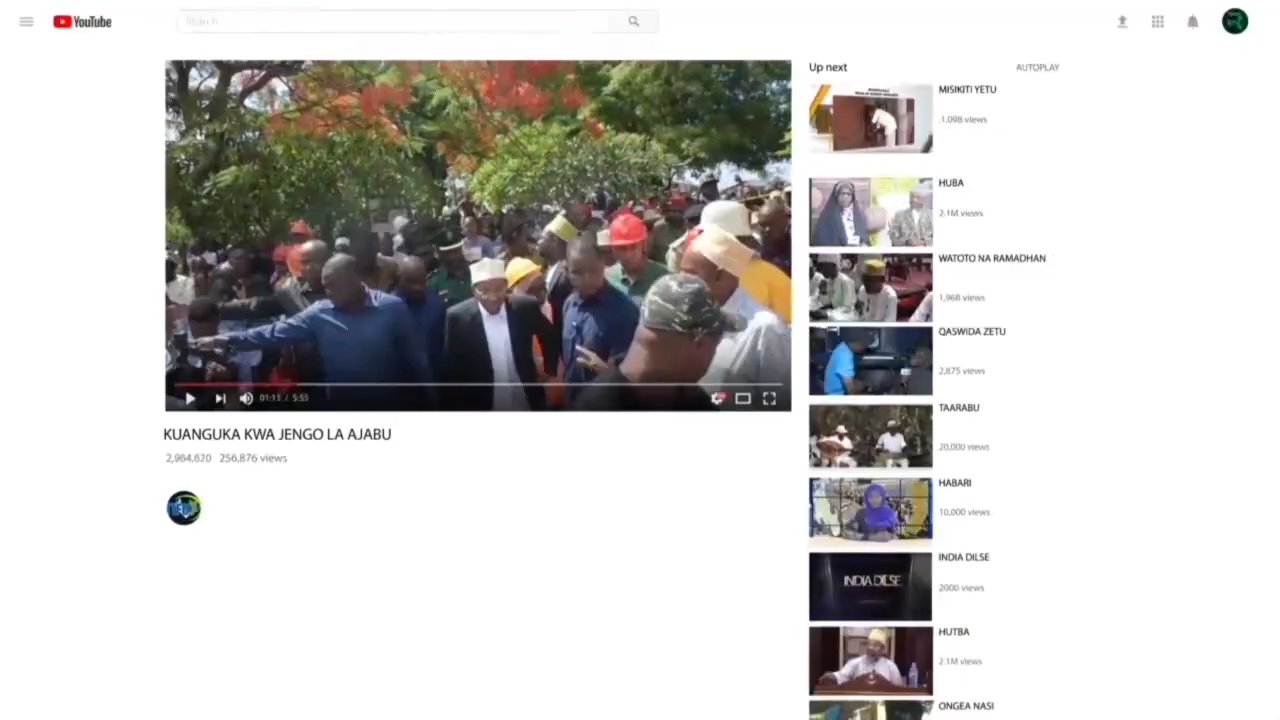 YouTube
Search
Up next
AUTOPLAY
MISIKITI YETU
1,098 views
HUBA
2.1M views
WATOTO NA RAMADHAN
1,968 views
QASWIDA ZETU
2,875 views
TAARABU
20,000 views
HABARI
10,000 views
INDIA DILSE
INDIA DILSE
2000 views
HUTBA
2.1M views
ONGEA NASI
01:13 / 5:55
KUANGUKA KWA JENGO LA AJABU
2,964,620 256,876 views